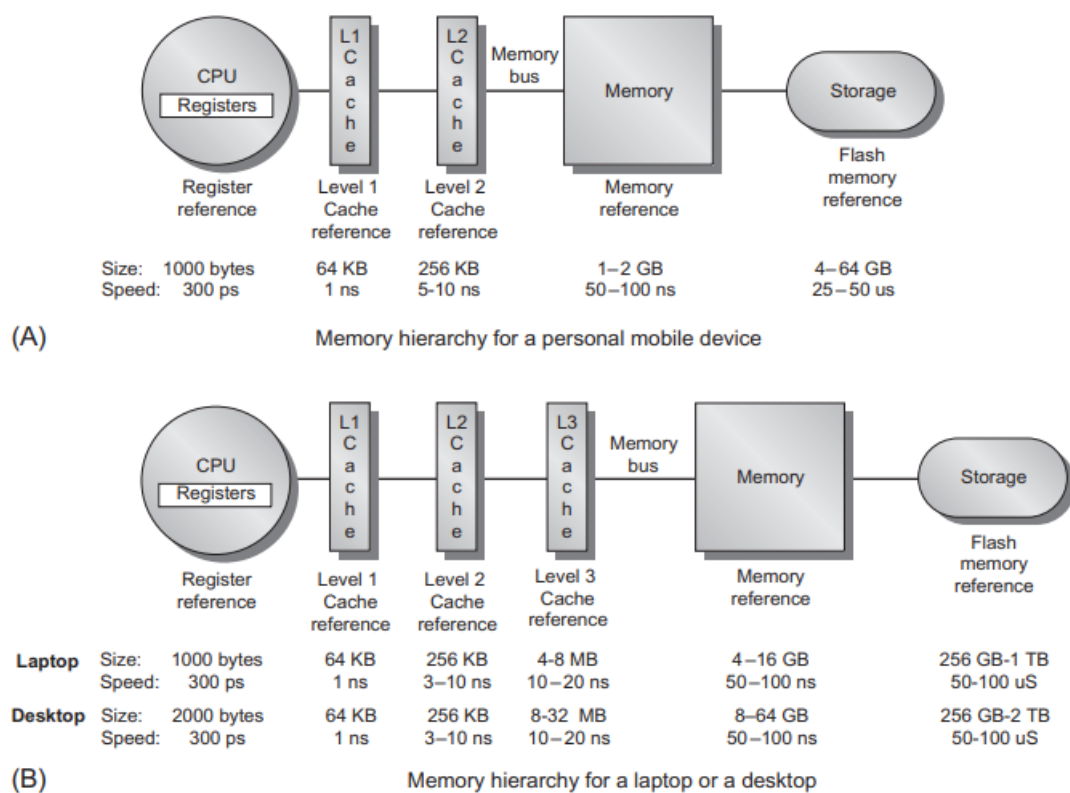 L1 Cache
L2 Cache
Memory bus
CPU
Registers
Memory
Storage
Register reference
Level 1 Cache reference
Level 2 Cache reference
Memory reference
Flash memory reference
Size: 1000 bytes 64 KB 256 KB 1–2 GB 4–64 GB
Speed: 300 ps 1 ns 5-10 ns 50–100 ns 25–50 us
(A) Memory hierarchy for a personal mobile device
L1 Cache
L2 Cache
L3 Cache
Memory bus
CPU
Registers
Memory
Storage
Register reference
Level 1 Cache reference
Level 2 Cache reference
Level 3 Cache reference
Memory reference
Flash memory reference
Laptop Size: 1000 bytes 64 KB 256 KB 4-8 MB 4–16 GB 256 GB-1 TB
Speed: 300 ps 1 ns 3–10 ns 10–20 ns 50–100 ns 50-100 uS
Desktop Size: 2000 bytes 64 KB 256 KB 8-32 MB 8–64 GB 256 GB-2 TB
Speed: 300 ps 1 ns 3–10 ns 10–20 ns 50–100 ns 50-100 uS
(B) Memory hierarchy for a laptop or a desktop